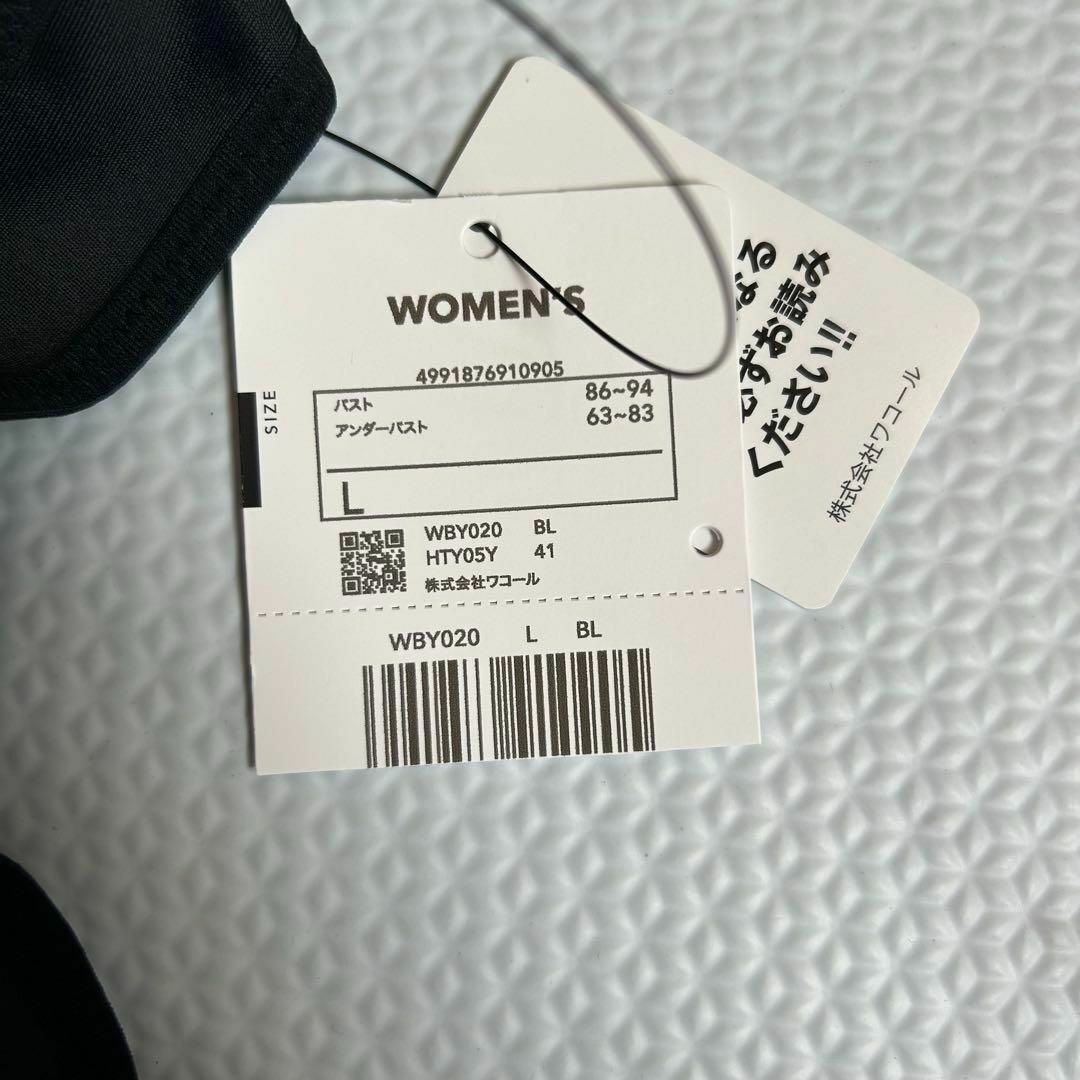 WOMEN'S
4991876910905
SIZE
バスト 86~94
アンダーバスト 63~83
L
WBY020 BL
HTY05Y 41
株式会社ワコール
WBY020 L BL
なる
必ずお読み
ください!!
株式会社ワコール